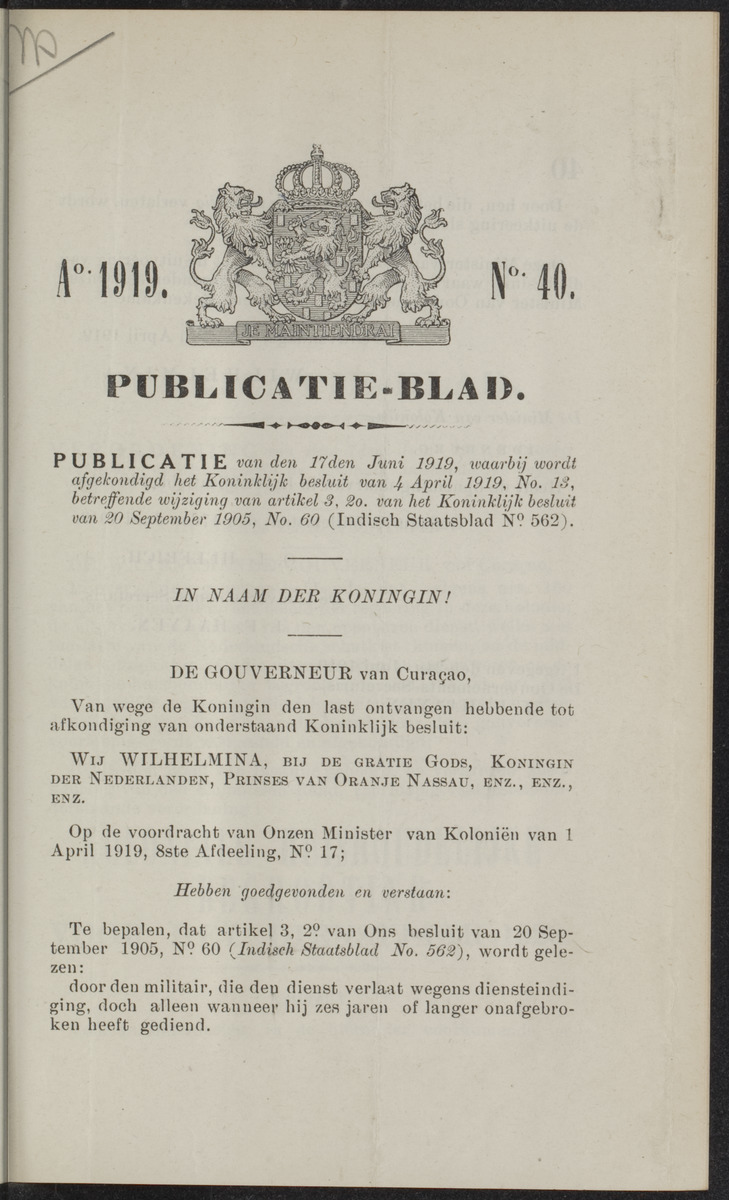 Aº. 1919.
Nº. 40.
JE MAINTIENDRAI
PUBLICATIE-BLAD.
PUBLICATIE van den 17den Juni 1919, waarbij wordt
afgekondigd het Koninklijk besluit van 4 April 1919, No. 13,
betreffende wijziging van artikel 3, 2o. van het Koninklijk besluit
van 20 September 1905, No. 60 (Indisch Staatsblad Nº 562).
IN NAAM DER KONINGIN!
DE GOUVERNEUR van Curaçao,
Van wege de Koningin den last ontvangen hebbende tot
afkondiging van onderstaand Koninklijk besluit:
WIJ WILHELMINA, BIJ DE GRATIE GODS, KONINGIN
DER NEDERLANDEN, PRINSES VAN ORANJE NASSAU, ENZ., ENZ.,
ENZ.
Op de voordracht van Onzen Minister van Koloniën van 1
April 1919, 8ste Afdeeling, Nº 17;
Hebben goedgevonden en verstaan:
Te bepalen, dat artikel 3, 2º van Ons besluit van 20 Sep-
tember 1905, Nº 60 (Indisch Staatsblad No. 562), wordt gele-
zen:
door den militair, die den dienst verlaat wegens diensteindi-
ging, doch alleen wanneer hij zes jaren of langer onafgebro-
ken heeft gediend.